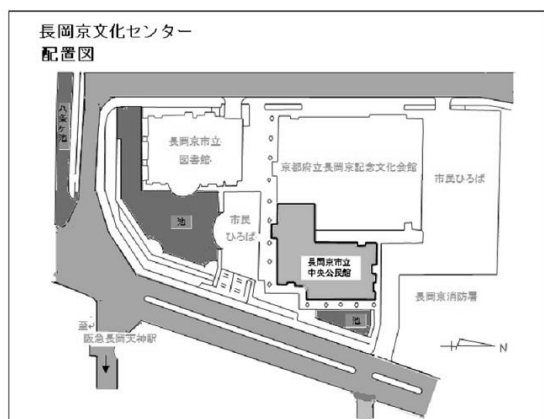 長岡京文化センター
配置図
八条ヶ池
長岡京市立
図書館
京都府立長岡京記念文化会館
市民ひろば
池
市民
ひろば
長岡京市立
中央公民館
長岡京消防署
池
至
阪急長岡天神駅
N